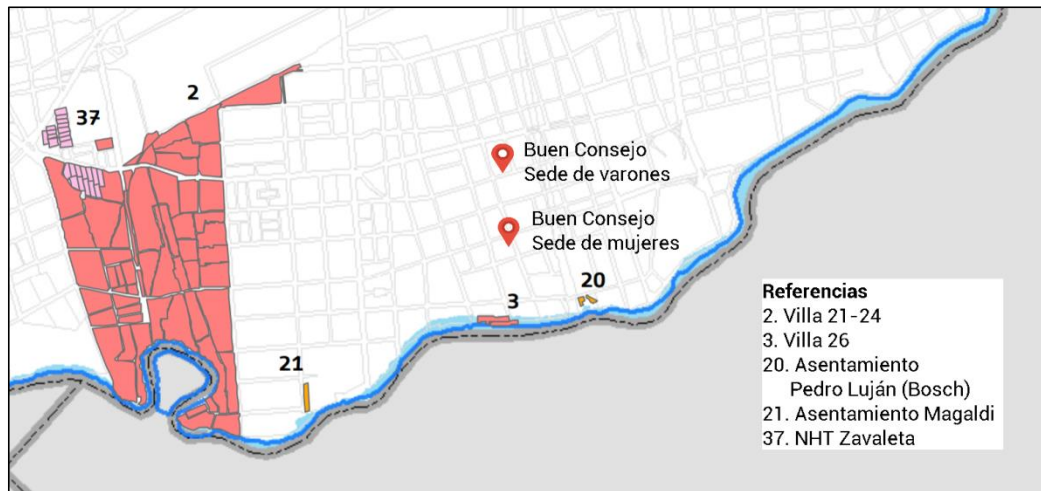 2
37
Buen Consejo
Sede de varones
Buen Consejo
Sede de mujeres
20
3
21
Referencias
2. Villa 21-24
3. Villa 26
20. Asentamiento
Pedro Luján (Bosch)
21. Asentamiento Magaldi
37. NHT Zavaleta